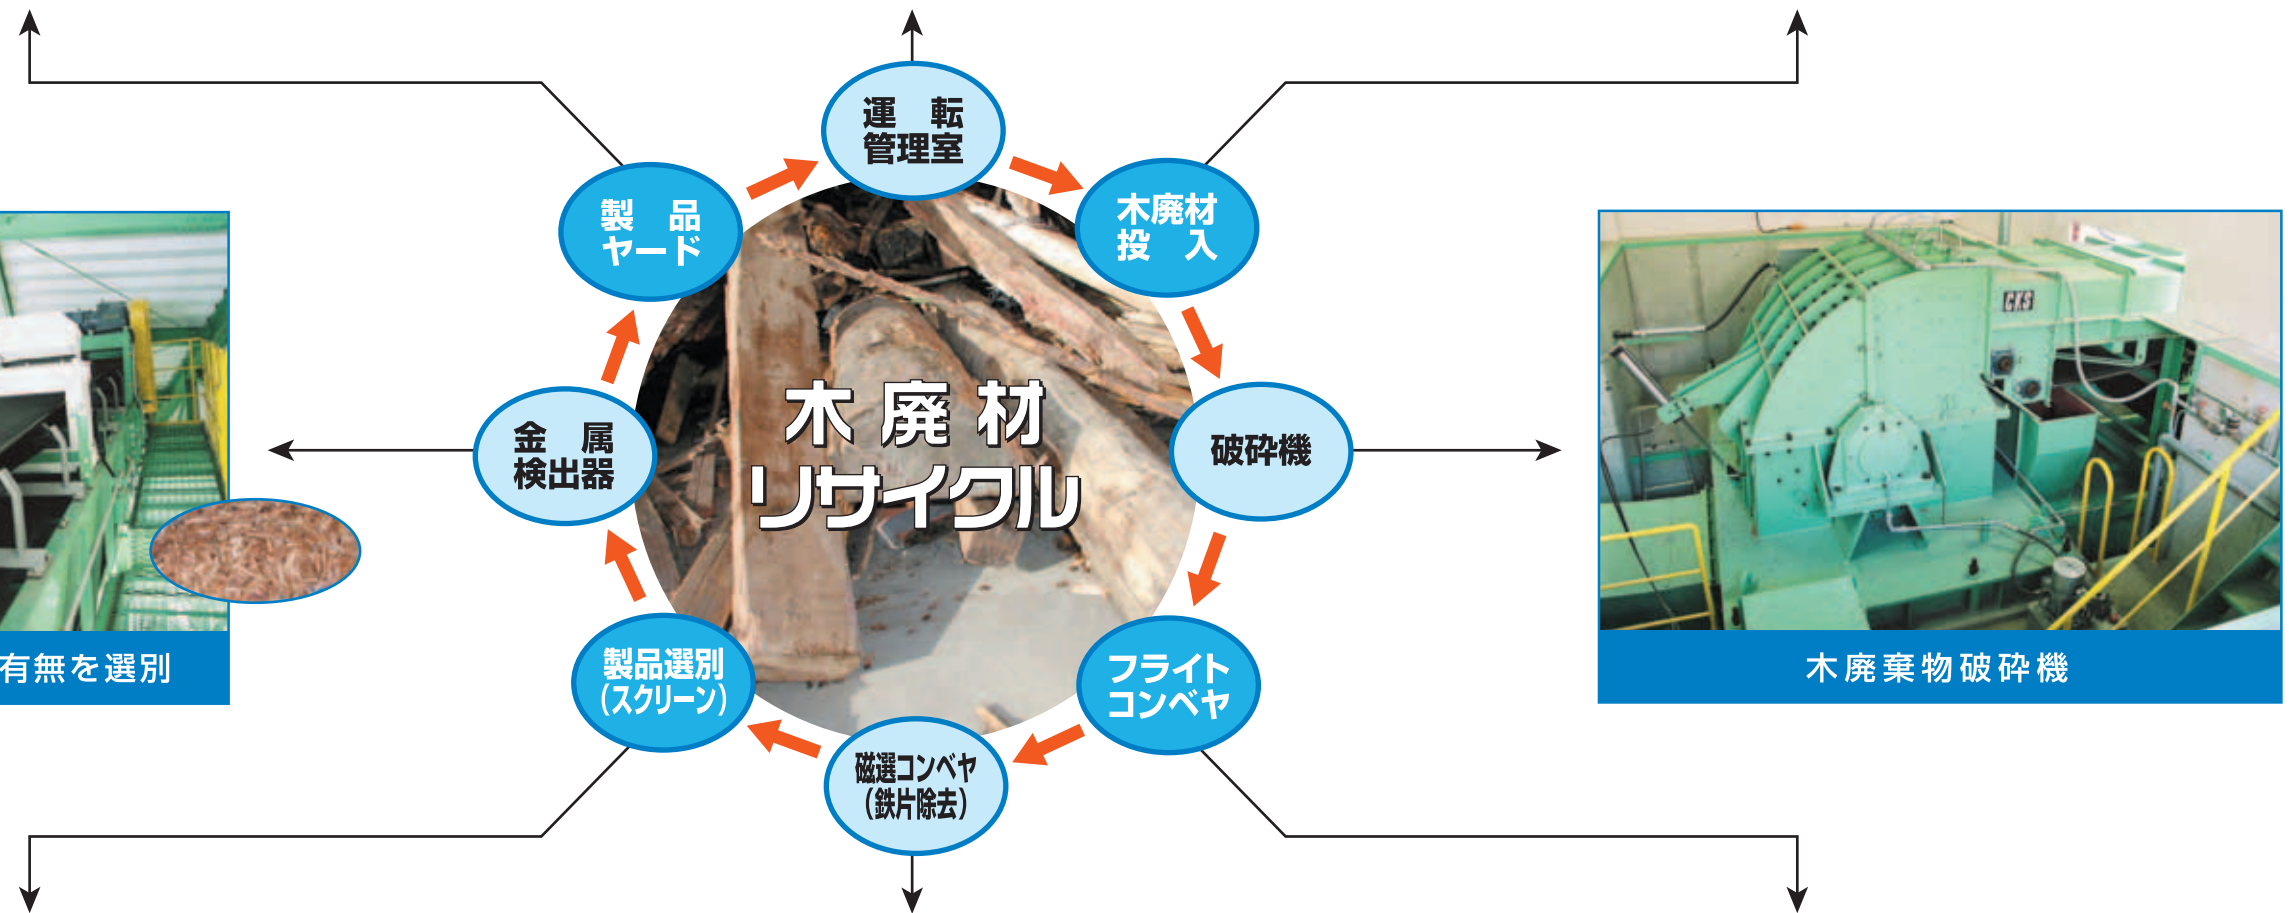 運 転
管理室
木廃材
投 入
破砕機
フライト
コンベヤ
磁選コンベヤ
(鉄片除去)
製品選別
(スクリーン)
金 属
検出器
製 品
ヤード
木廃材
リサイクル
有無を選別
CKS
木廃棄物破砕機